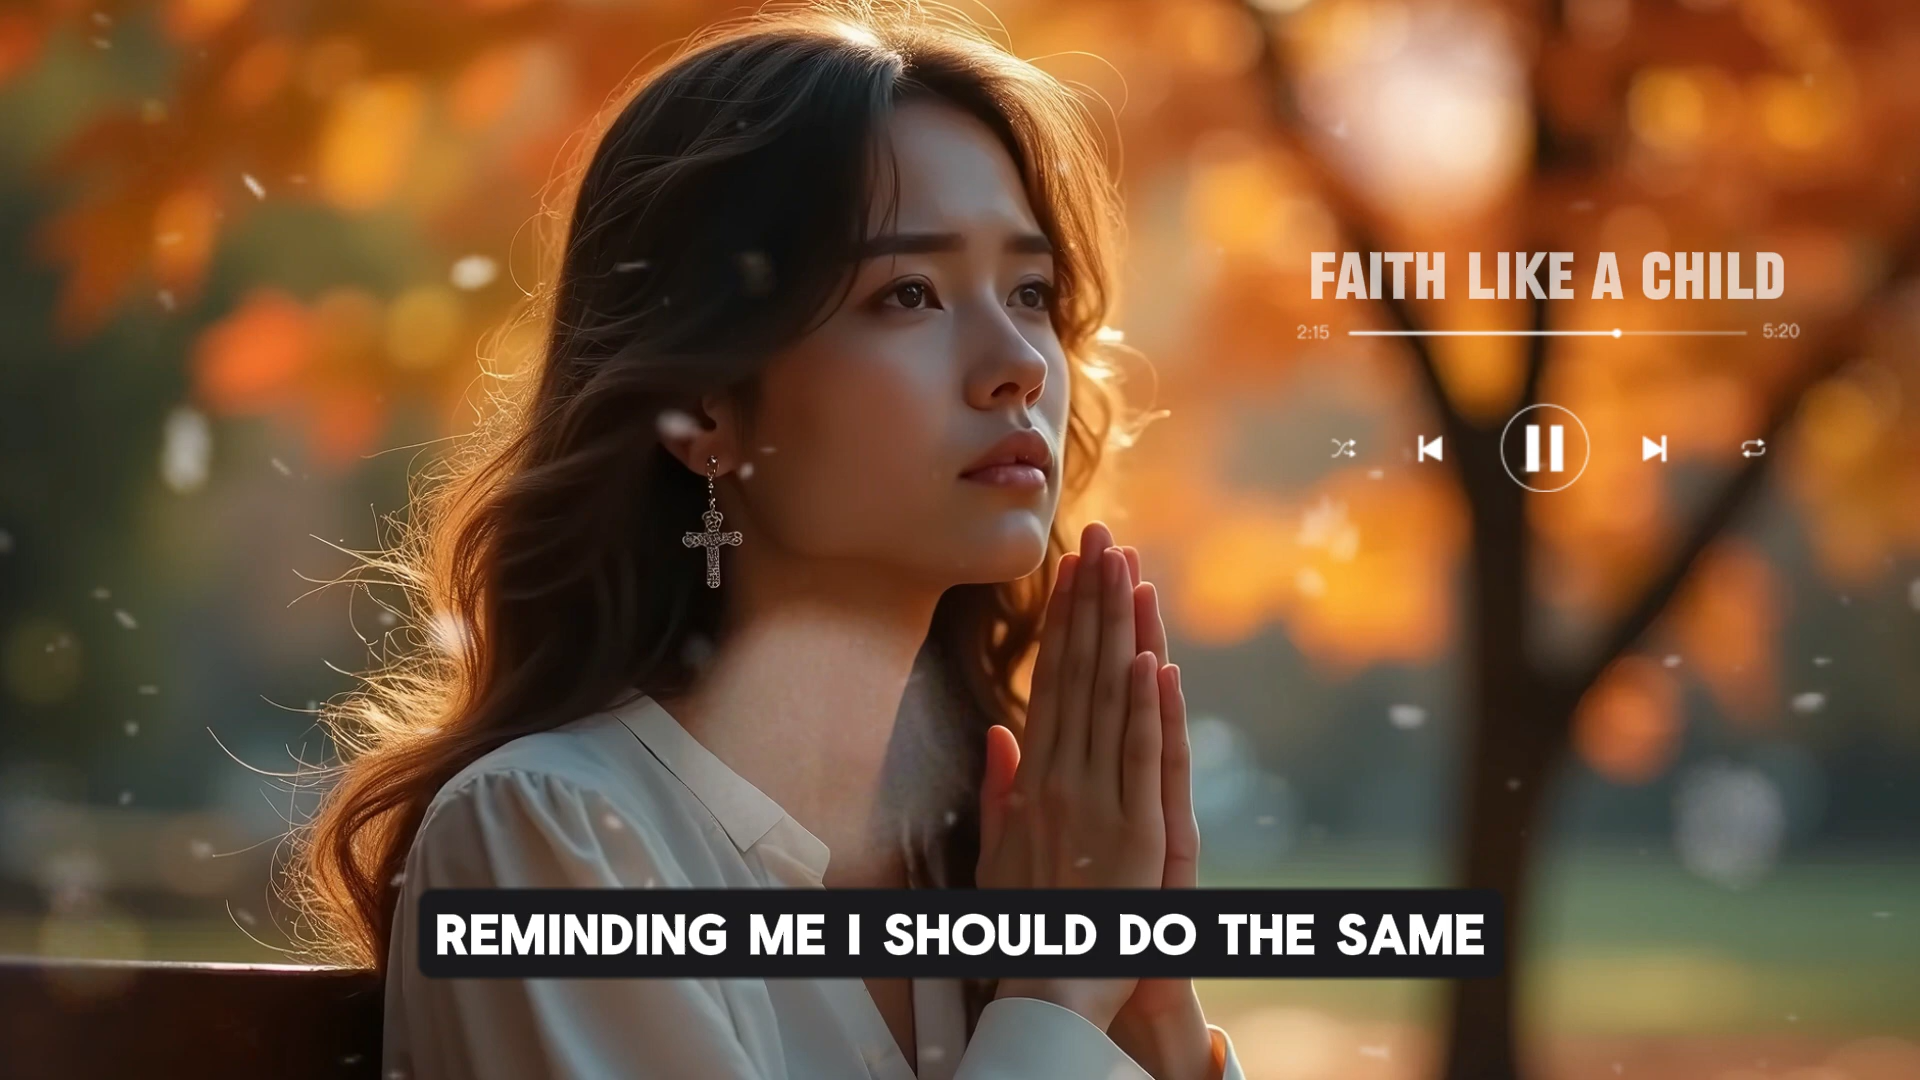 FAITH LIKE A CHILD
2:15 5:20
REMINDING ME I SHOULD DO THE SAME